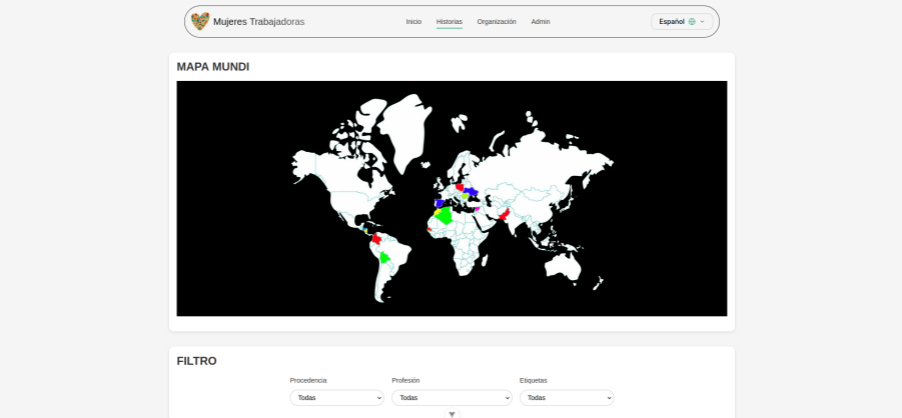 Mujeres Trabajadoras
Inicio Historias Organización Admin
Español
MAPA MUNDI
FILTRO
Procedencia Profesión Etiquetas
Todas Todas Todas